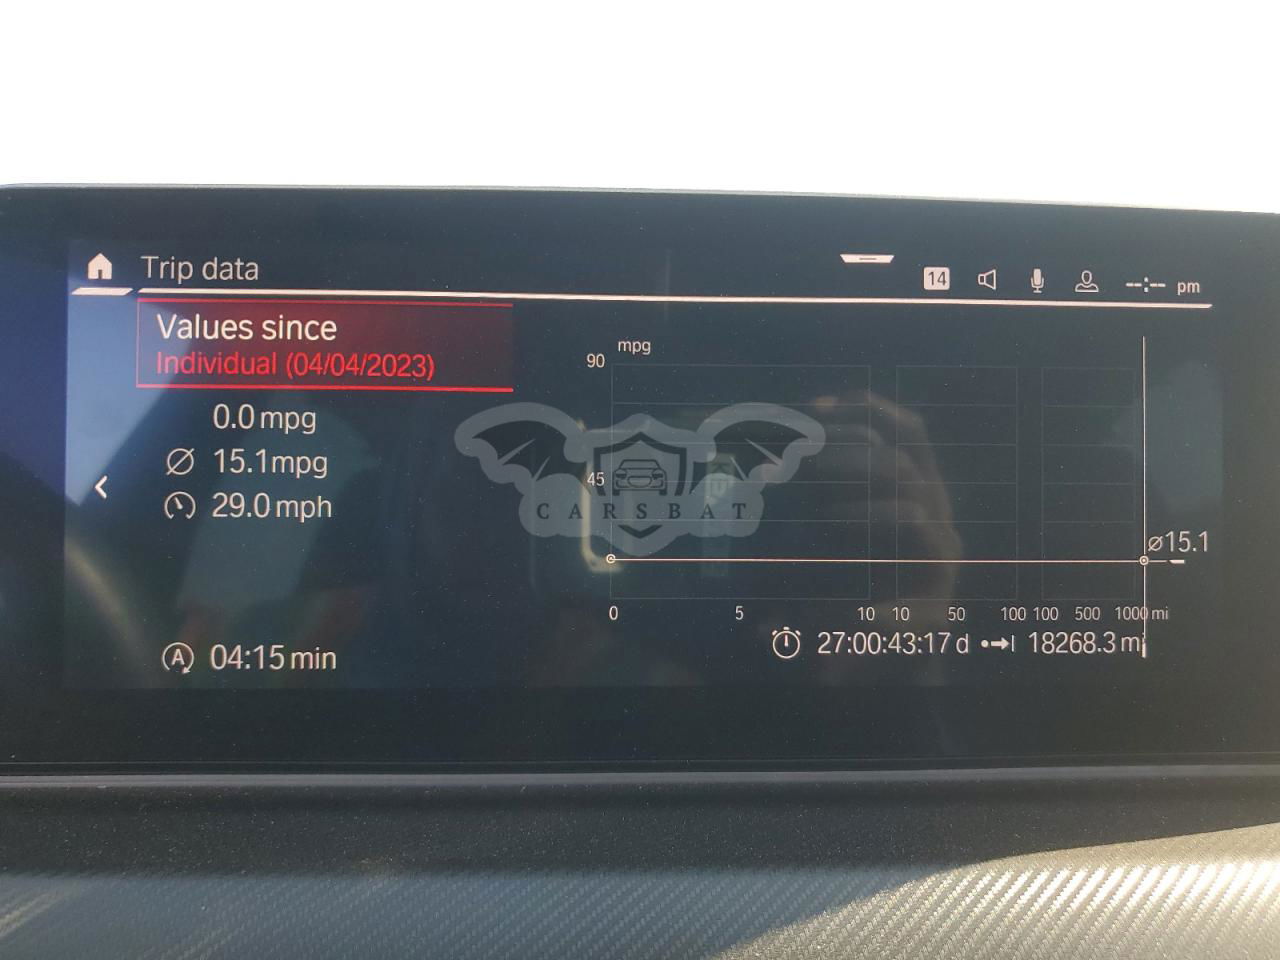 Trip data
14
--:-- pm
Values since
Individual (04/04/2023)
0.0 mpg
Ø 15.1 mpg
29.0 mph
A 04:15 min
mpg
90
45
Ø15.1
0 5 10 10 50 100 100 500 1000 mi
27:00:43:17 d 18268.3 mi
CARSBAT